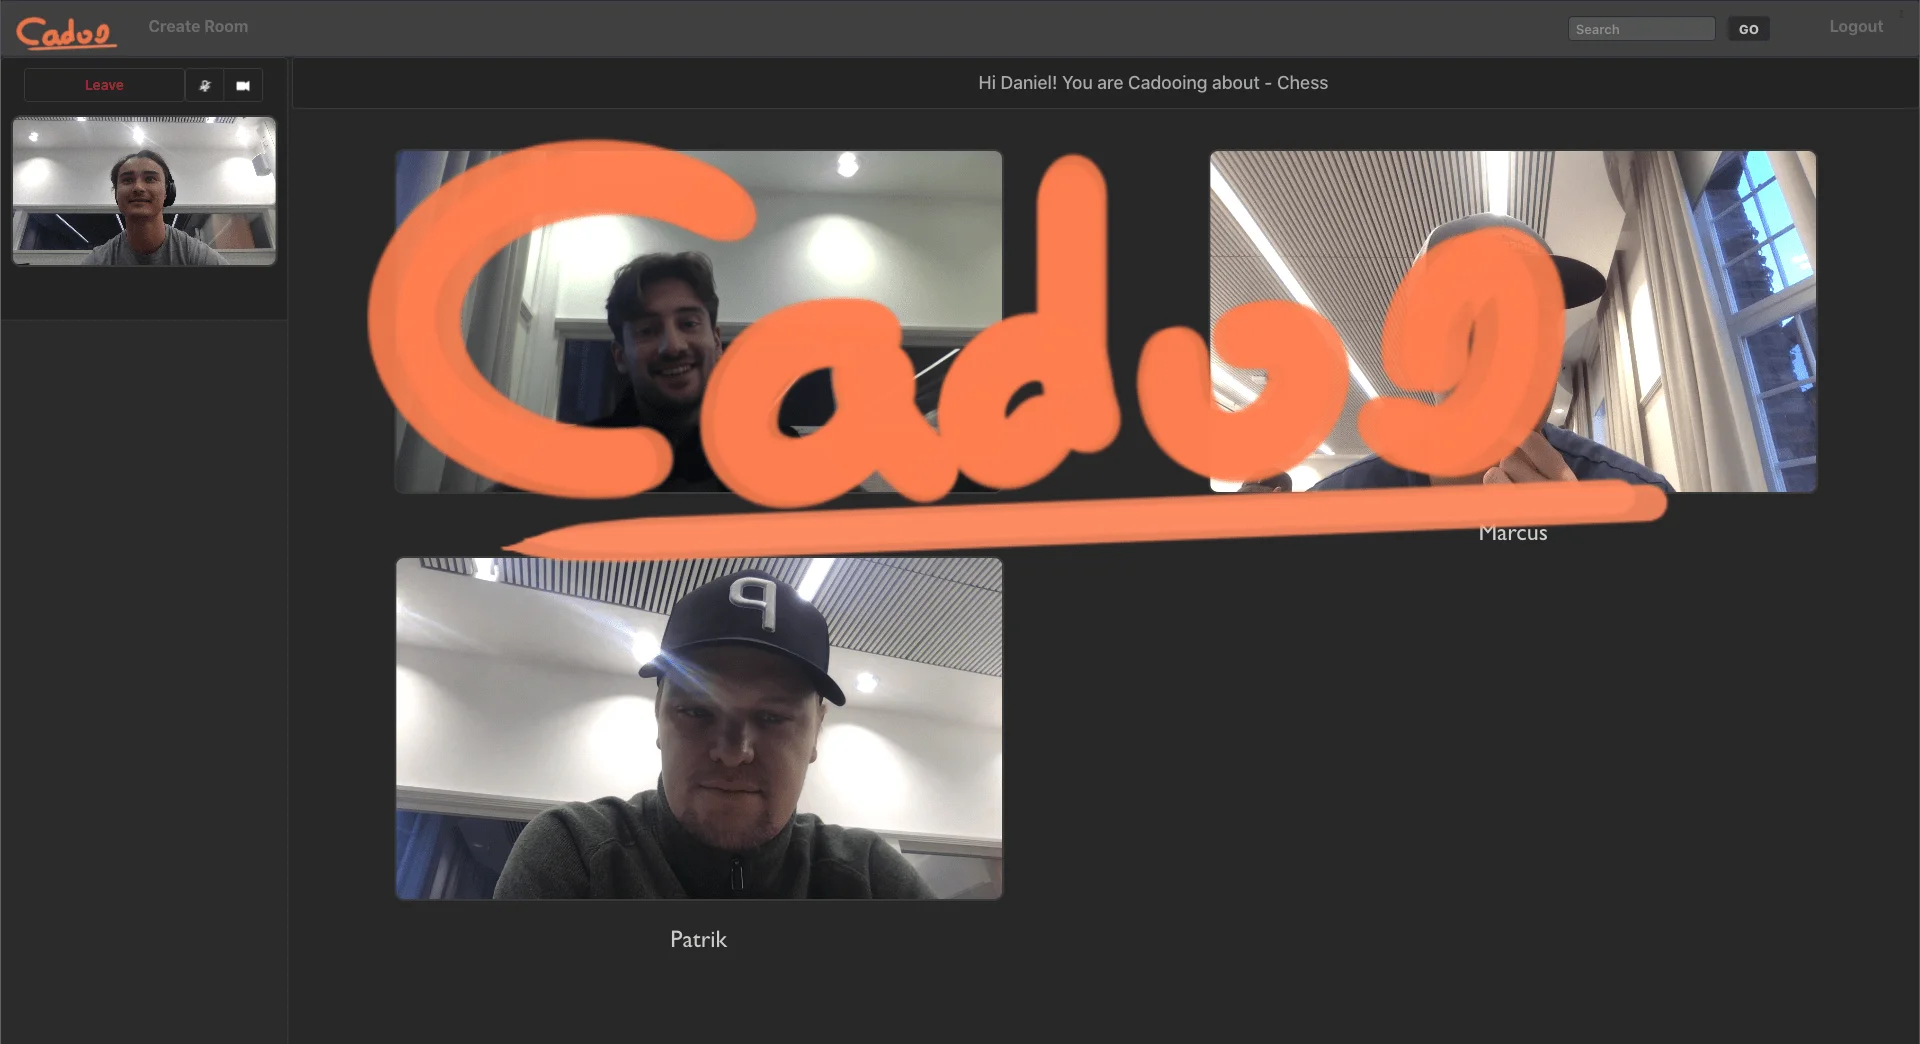 Cadoo
Create Room
Search
GO
Logout
Leave
Hi Daniel! You are Cadooing about - Chess
Cadoo
Marcus
P
Patrik